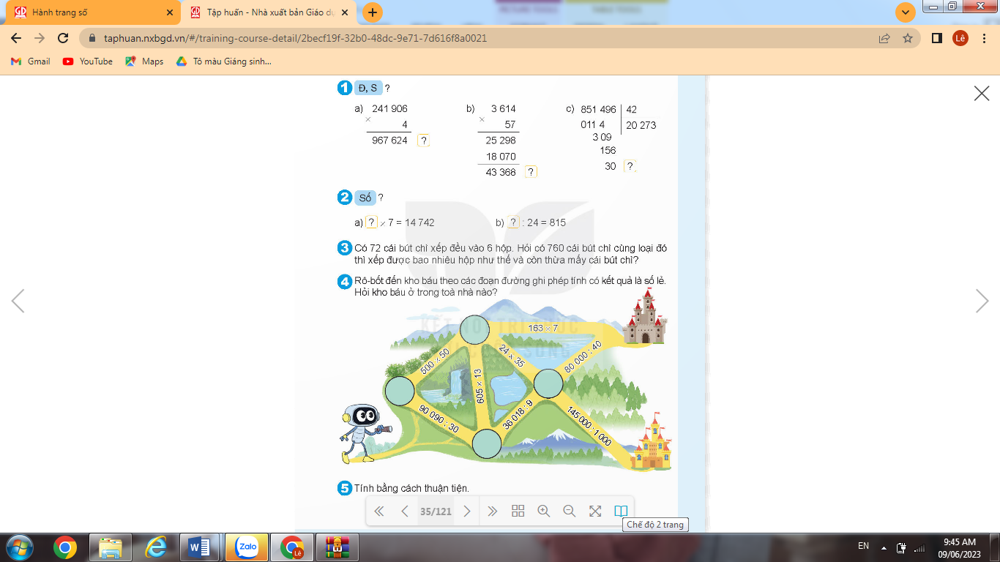 Hành trang số
Tập huấn - Nhà xuất bản Giáo dụ
taphuan.nxbgd.vn/#/training-course-detail/2becf19f-32b0-48dc-9e71-7d616f8a0021
Lê
Gmail YouTube Maps Tô màu Giáng sinh...
1 Đ, S ?
a) 241 906
×
4
967 624 ?
b) 3 614
×
57
25 298
18 070
43 368 ?
c) 851 496 42
011 4 20 273
3 09
156
30 ?
2 Số ?
a) ? × 7 = 14 742 b) ? : 24 = 815
3 Có 72 cái bút chì xếp đều vào 6 hộp. Hỏi có 760 cái bút chì cùng loại đó
thì xếp được bao nhiêu hộp như thế và còn thừa mấy cái bút chì?
4 Rô-bốt đến kho báu theo các đoạn đường ghi phép tính có kết quả là số lẻ.
Hỏi kho báu ở trong toà nhà nào?
KẾT NỐI TRI THỨC
163 × 7
500 × 50
24 × 35
80 000 : 40
605 × 13
90 090 : 30
36 018 : 9
145 000 : 1 000
5 Tính bằng cách thuận tiện.
35/121
Chế độ 2 trang
Zalo
Lê
EN
9:45 AM
09/06/2023